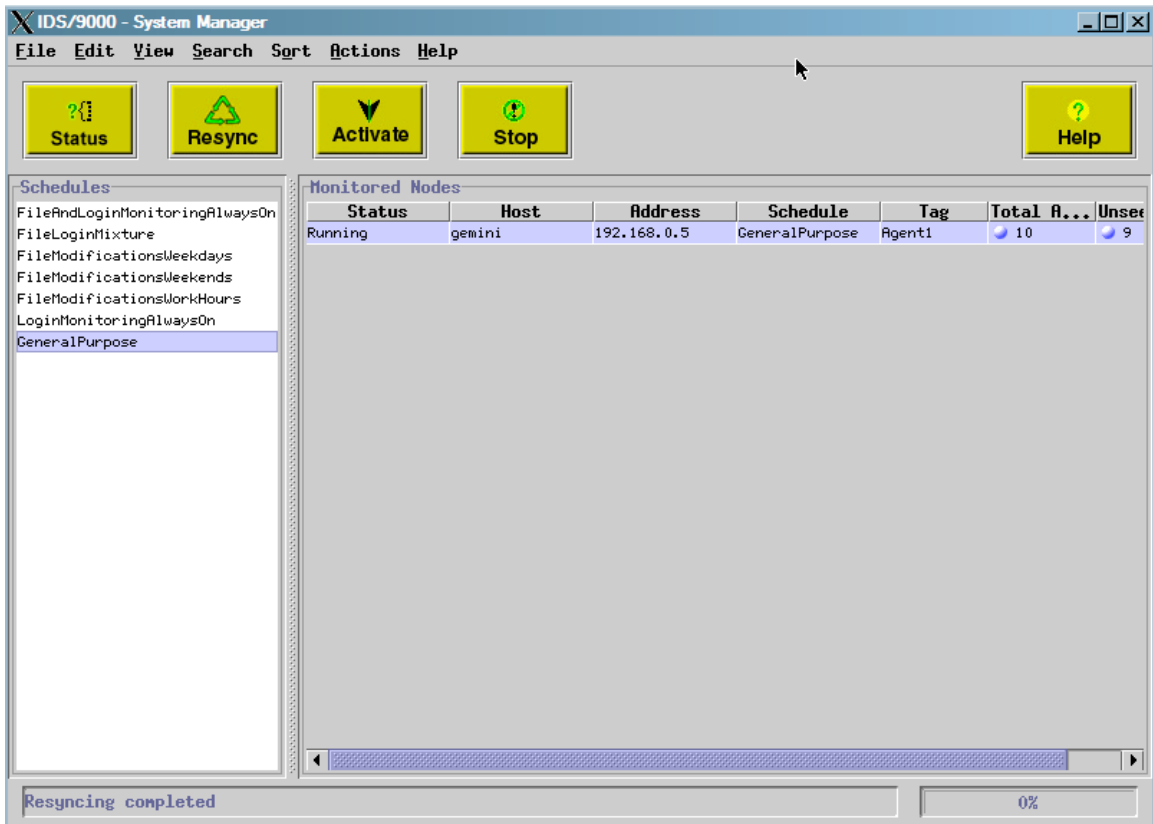 IDS/9000 - System Manager
File Edit View Search Sort Actions Help
?{} Status Resync Activate Stop ? Help
Schedules
FileAndLoginMonitoringAlwaysOn
FileLoginMixture
FileModificationsWeekdays
FileModificationsWeekends
FileModificationsWorkHours
LoginMonitoringAlwaysOn
GeneralPurpose
Monitored Nodes
Status Host Address Schedule Tag Total A... Unsee
Running gemini 192.168.0.5 GeneralPurpose Agent1 10 9
Resyncing completed 0%